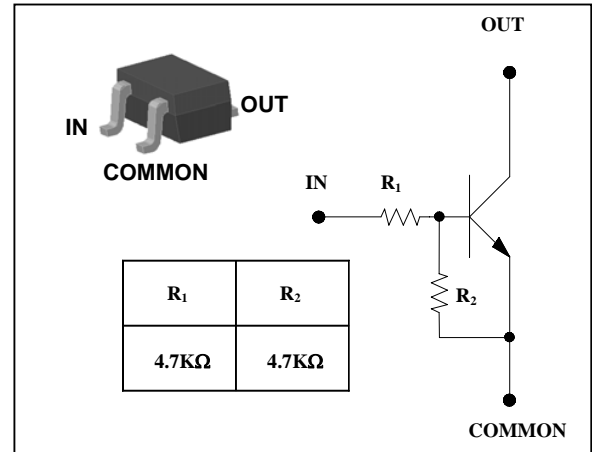 OUT
OUT
IN
COMMON
IN
R₁
R₂
R₁ R₂
4.7KΩ 4.7KΩ
COMMON